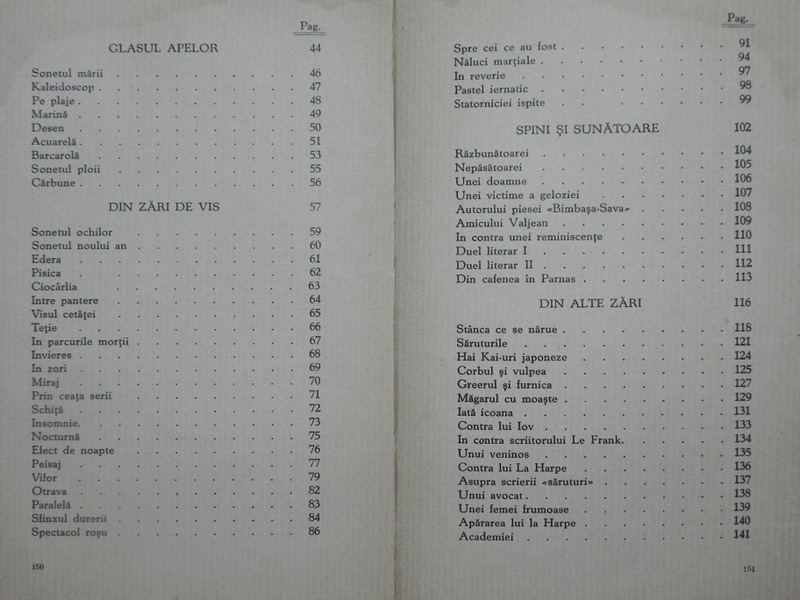 Pag.
GLASUL APELOR 44
Sonetul mării . . . . . . . . . . 46
Kaleidoscop . . . . . . . . . . . 47
Pe plaje . . . . . . . . . . . . 48
Marină . . . . . . . . . . . . 49
Desen . . . . . . . . . . . . 50
Acuarelă . . . . . . . . . . . . 51
Barcarolă . . . . . . . . . . . 53
Sonetul ploii . . . . . . . . . . 55
Cărbune . . . . . . . . . . . . 56
DIN ZĂRI DE VIS 57
Sonetul ochilor . . . . . . . . . 59
Sonetul noului an . . . . . . . . . 60
Edera . . . . . . . . . . . . 61
Pisica . . . . . . . . . . . . 62
Ciocârlia . . . . . . . . . . . 63
Intre pantere . . . . . . . . . . 64
Visul cetăței . . . . . . . . . . 65
Teție . . . . . . . . . . . . 66
In parcurile morții . . . . . . . . . 67
Invieres . . . . . . . . . . . . 68
In zori . . . . . . . . . . . . 69
Miraj . . . . . . . . . . . . 70
Prin ceața serii . . . . . . . . . 71
Schiță . . . . . . . . . . . . 72
Insomnie. . . . . . . . . . . . 73
Nocturnă . . . . . . . . . . . 75
Efect de noapte . . . . . . . . . 76
Peisaj . . . . . . . . . . . . 77
Vifor . . . . . . . . . . . . 79
Otrava . . . . . . . . . . . . 82
Paralelă . . . . . . . . . . . . 83
Sfinxul durerii . . . . . . . . . . 84
Spectacol roșu . . . . . . . . . . 86
150
Pag.
Spre cei ce au fost . . . . . . . . . 91
Năluci marțiale . . . . . . . . . . 94
In reverie . . . . . . . . . . . 97
Pastel iernatic . . . . . . . . . . 98
Statorniciei ispite . . . . . . . . . 99
SPINI ȘI SUNĂTOARE 102
Răzbunătoarei . . . . . . . . . . 104
Nepăsătoarei . . . . . . . . . . 105
Unei doamne . . . . . . . . . . 106
Unei victime a geloziei . . . . . . . 107
Autorului piesei «Bimbașa-Sava» . . . . . 108
Amicului Valjean . . . . . . . . . 109
In contra unei reminiscențe . . . . . . 110
Duel literar I . . . . . . . . . . 111
Duel literar II . . . . . . . . . . 112
Din cafenea în Parnas . . . . . . . . 113
DIN ALTE ZĂRI 116
Stânca ce se nărue . . . . . . . . . 118
Săruturile . . . . . . . . . . . 121
Hai Kai-uri japoneze . . . . . . . . 124
Corbul și vulpea . . . . . . . . . 125
Greerul și furnica . . . . . . . . . 127
Măgarul cu moaște . . . . . . . . . 129
Iată icoana . . . . . . . . . . . 131
Contra lui Iov . . . . . . . . . . 133
In contra scriitorului Le Frank. . . . . . 134
Unui veninos . . . . . . . . . . 135
Contra lui La Harpe . . . . . . . . 136
Asupra scrierii «săruturi» . . . . . . . 137
Unui avocat . . . . . . . . . . . 138
Unei femei frumoase . . . . . . . . 139
Apărarea lui la Harpe . . . . . . . . 140
Academiei . . . . . . . . . . . 141
151